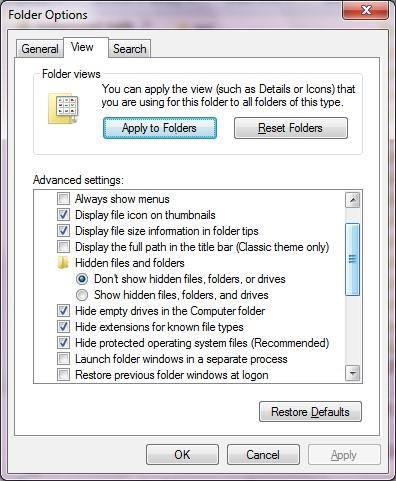 Folder Options
General View Search
Folder views
You can apply the view (such as Details or Icons) that
you are using for this folder to all folders of this type.
Apply to Folders Reset Folders
Advanced settings:
Always show menus
Display file icon on thumbnails
Display file size information in folder tips
Display the full path in the title bar (Classic theme only)
Hidden files and folders
Don't show hidden files, folders, or drives
Show hidden files, folders, and drives
Hide empty drives in the Computer folder
Hide extensions for known file types
Hide protected operating system files (Recommended)
Launch folder windows in a separate process
Restore previous folder windows at logon
Restore Defaults
OK Cancel Apply